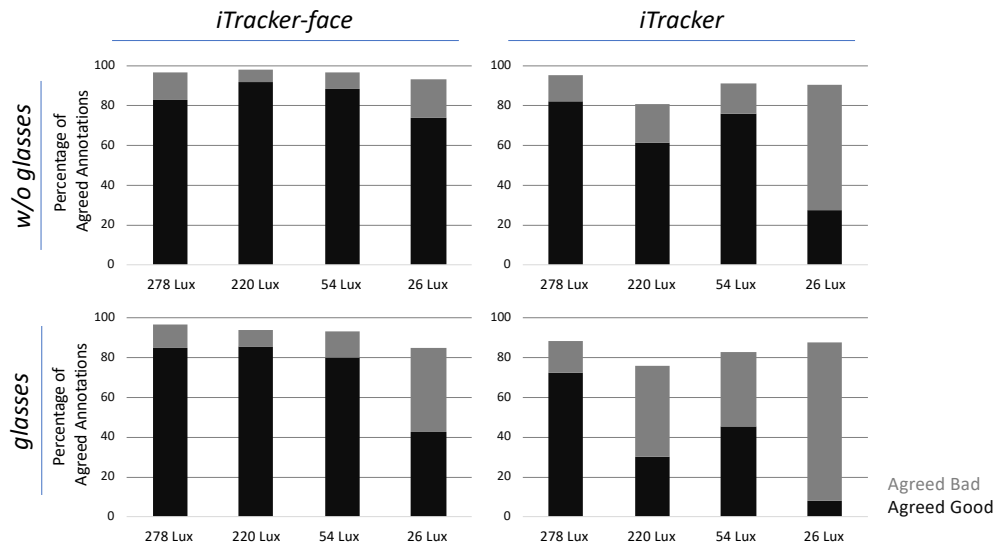 iTracker-face
iTracker
w/o glasses
Percentage of
Agreed Annotations
100
80
60
40
20
0
278 Lux 220 Lux 54 Lux 26 Lux
100
80
60
40
20
0
278 Lux 220 Lux 54 Lux 26 Lux
glasses
Percentage of
Agreed Annotations
100
80
60
40
20
0
278 Lux 220 Lux 54 Lux 26 Lux
100
80
60
40
20
0
278 Lux 220 Lux 54 Lux 26 Lux
Agreed Bad
Agreed Good